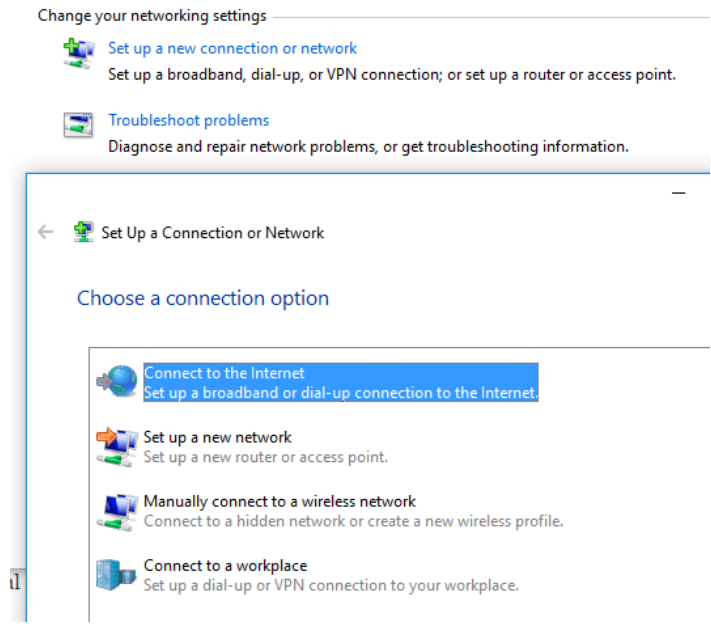 Change your networking settings
Set up a new connection or network
Set up a broadband, dial-up, or VPN connection; or set up a router or access point.
Troubleshoot problems
Diagnose and repair network problems, or get troubleshooting information.
Set Up a Connection or Network
Choose a connection option
Connect to the Internet
Set up a broadband or dial-up connection to the Internet.
Set up a new network
Set up a new router or access point.
Manually connect to a wireless network
Connect to a hidden network or create a new wireless profile.
Connect to a workplace
Set up a dial-up or VPN connection to your workplace.